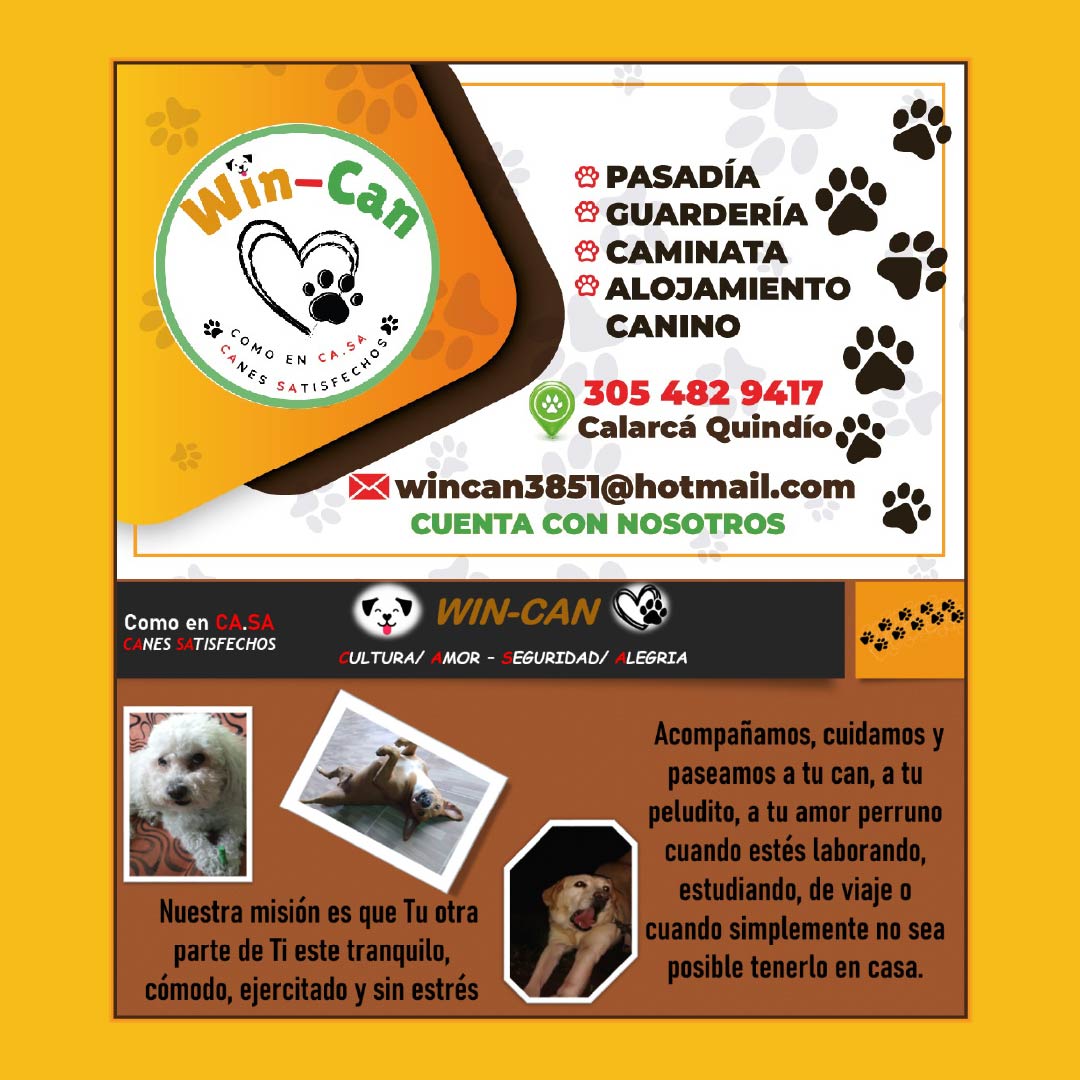 Win-Can
COMO EN CA.SA
CANES SATISFECHOS
PASADÍA
GUARDERÍA
CAMINATA
ALOJAMIENTO
CANINO
305 482 9417
Calarcá Quindío
wincan3851@hotmail.com
CUENTA CON NOSOTROS
Como en CA.SA
CANES SATISFECHOS
WIN-CAN
CULTURA/ AMOR - SEGURIDAD/ ALEGRIA
Nuestra misión es que Tu otra
parte de Ti este tranquilo,
cómodo, ejercitado y sin estrés
Acompañamos, cuidamos y
paseamos a tu can, a tu
peludito, a tu amor perruno
cuando estés laborando,
estudiando, de viaje o
cuando simplemente no sea
posible tenerlo en casa.